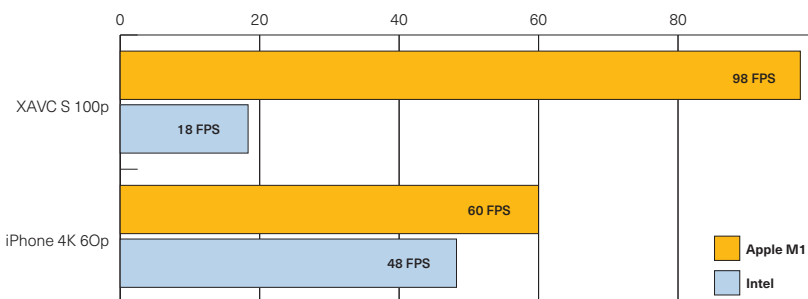 0 20 40 60 80
98 FPS
XAVC S 100p
18 FPS
60 FPS
iPhone 4K 60p
48 FPS
Apple M1
Intel